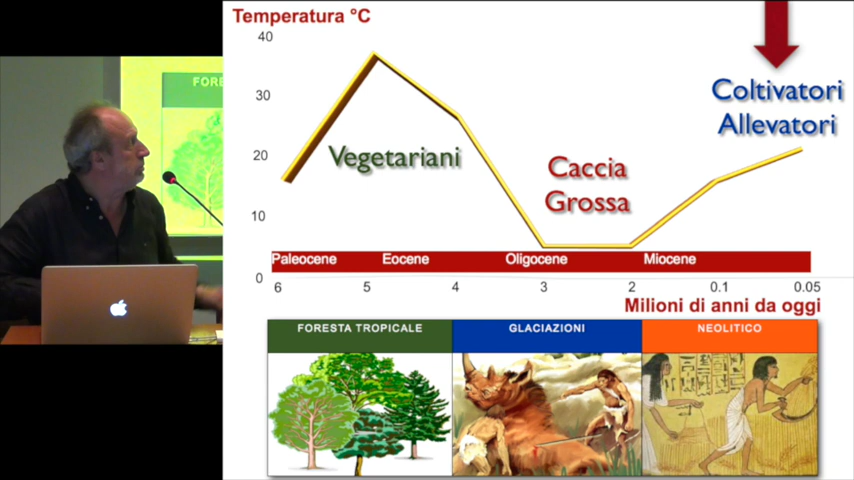 Temperatura °C
40
30
20
10
0
Vegetariani
Caccia
Grossa
Coltivatori
Allevatori
Paleocene Eocene Oligocene Miocene
6 5 4 3 2 0.1 0.05
Milioni di anni da oggi
FORESTA TROPICALE GLACIAZIONI NEOLITICO
FORE